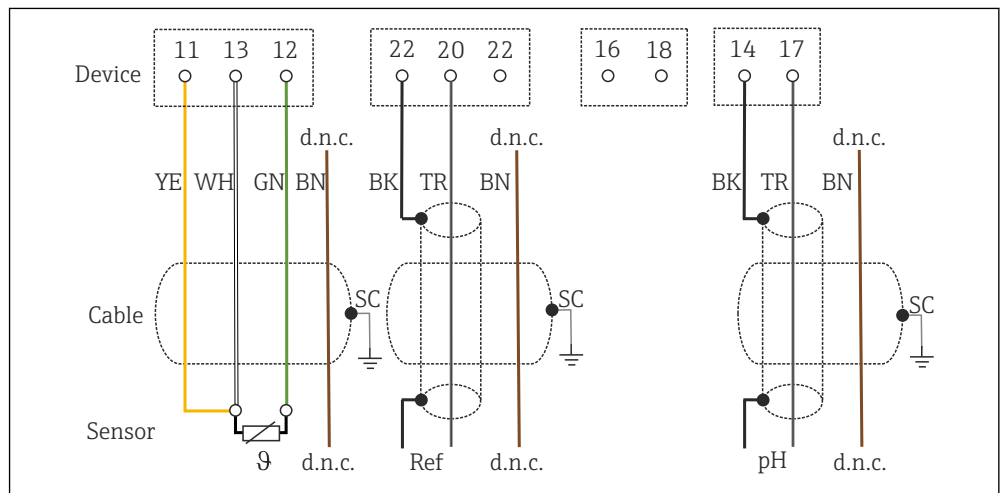 11 13 12 22 20 22 16 18 14 17
Device
d.n.c. d.n.c. d.n.c.
YE WH GN BN BK TR BN BK TR BN
SC SC SC
Cable
Sensor
ϑ d.n.c. Ref d.n.c. pH d.n.c.